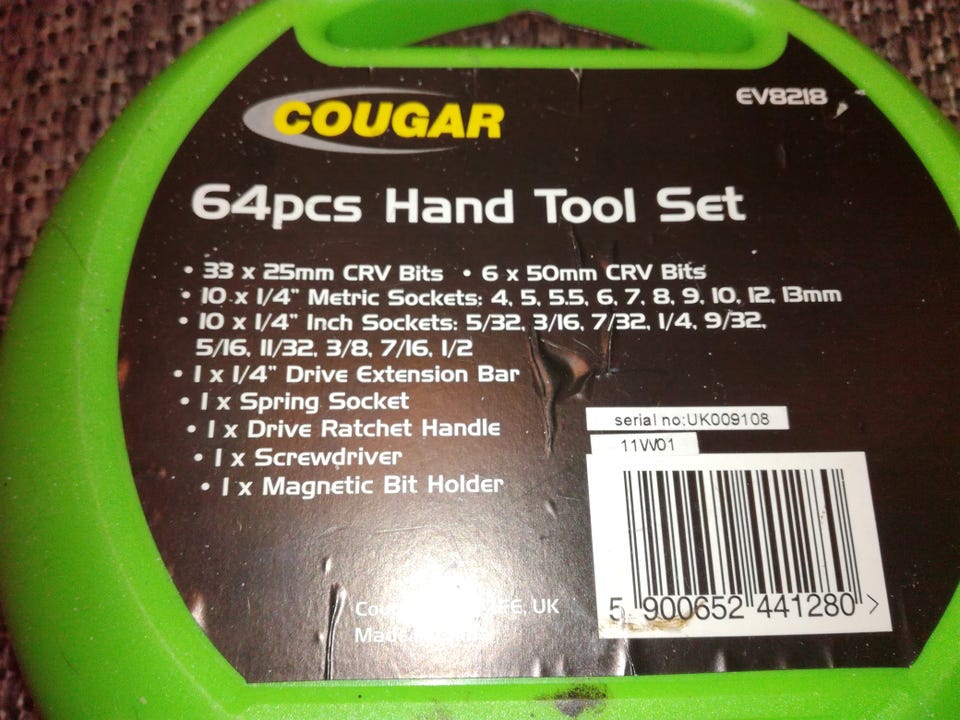 COUGAR
EV8218
64pcs Hand Tool Set
• 33 x 25mm CRV Bits • 6 x 50mm CRV Bits
• 10 x 1/4" Metric Sockets: 4, 5, 5.5, 6, 7, 8, 9, 10, 12, 13mm
• 10 x 1/4" Inch Sockets: 5/32, 3/16, 7/32, 1/4, 9/32,
5/16, 11/32, 3/8, 7/16, 1/2
• 1 x 1/4" Drive Extension Bar
• 1 x Spring Socket
• 1 x Drive Ratchet Handle
• 1 x Screwdriver
• 1 x Magnetic Bit Holder
serial no:UK009108
11W01
5 900652 441280 >
UK